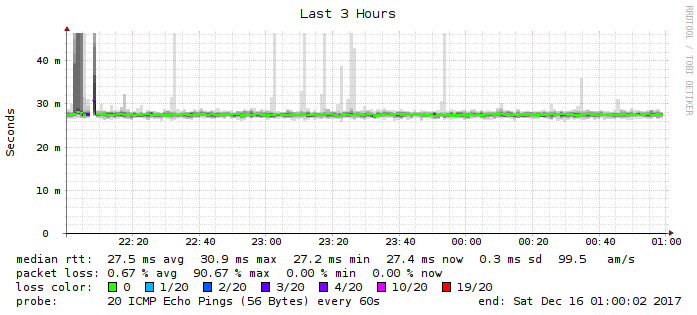 Last 3 Hours
RRDTOOL / TOBI OETIKER
Seconds
40 m
30 m
20 m
10 m
0
22:20 22:40 23:00 23:20 23:40 00:00 00:20 00:40 01:00
median rtt: 27.5 ms avg 30.9 ms max 27.2 ms min 27.4 ms now 0.3 ms sd 99.5 am/s
packet loss: 0.67 % avg 90.67 % max 0.00 % min 0.00 % now
loss color: 0 1/20 2/20 3/20 4/20 10/20 19/20
probe: 20 ICMP Echo Pings (56 Bytes) every 60s end: Sat Dec 16 01:00:02 2017